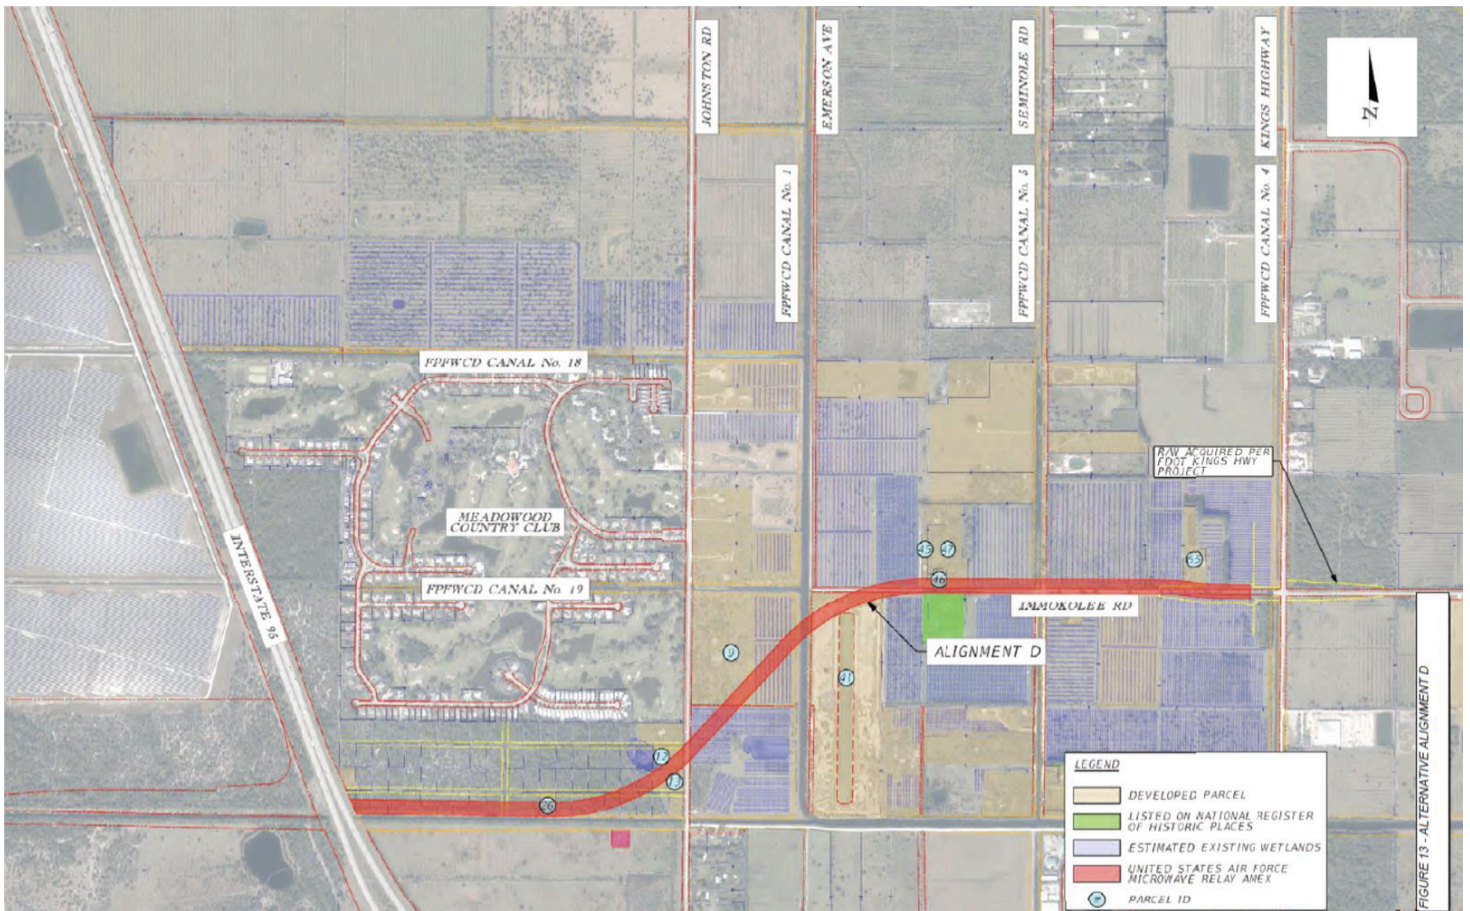 JOHNSTON RD
EMERSON AVE
SEMINOLE RD
KINGS HIGHWAY
N
FPFWCD CANAL No. 1
FPFWCD CANAL No. 5
FPFWCD CANAL No. 4
FPFWCD CANAL No. 18
R/W ACQUIRED PER
FDOT KINGS HWY
PROJECT
MEADOWOOD
COUNTRY CLUB
INTERSTATE 95
45
47
55
46
FPFWCD CANAL No. 19
IMMOKOLEE RD
ALIGNMENT D
9
41
12
13
26
LEGEND
DEVELOPED PARCEL
LISTED ON NATIONAL REGISTER
OF HISTORIC PLACES
ESTIMATED EXISTING WETLANDS
UNITED STATES AIR FORCE
MICROWAVE RELAY ANEX
PARCEL ID
FIGURE 13 - ALTERNATIVE ALIGNMENT D